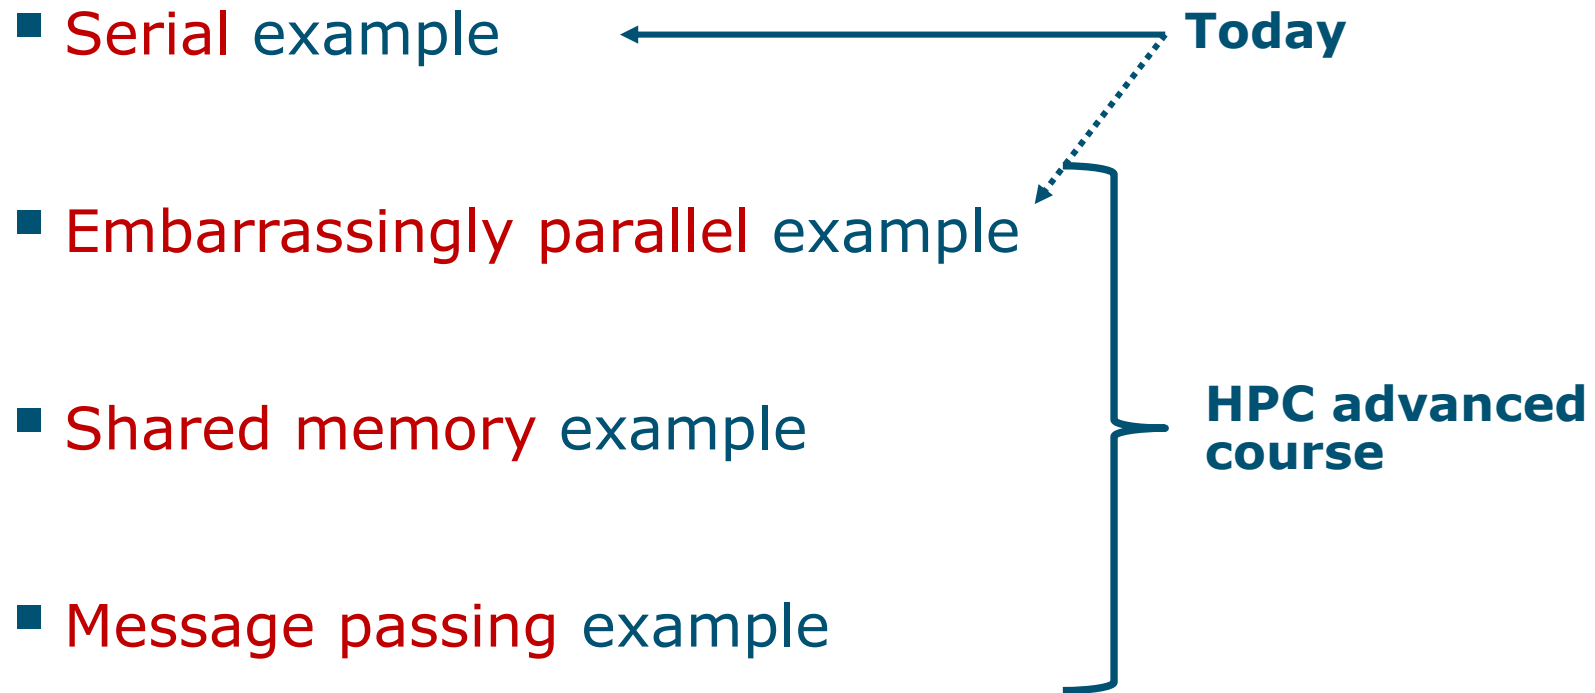 Serial example
Today
Embarrassingly parallel example
Shared memory example
HPC advanced
course
Message passing example